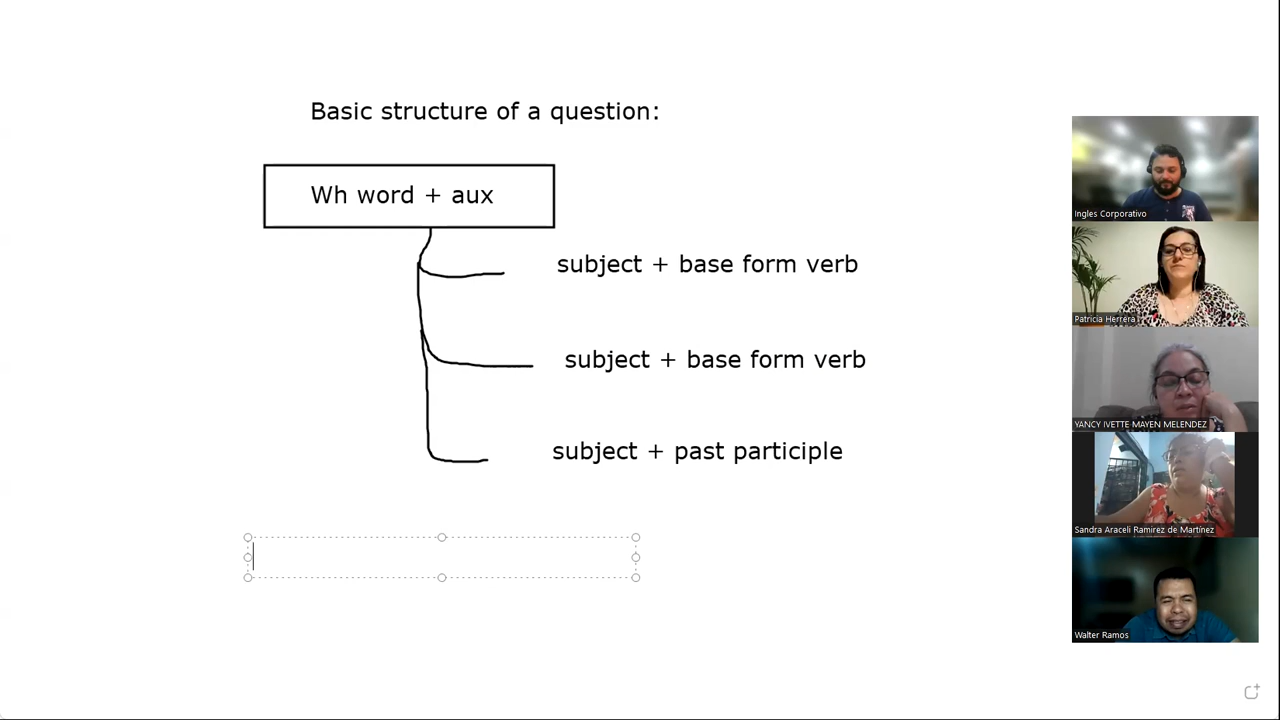 Basic structure of a question:
Wh word + aux
subject + base form verb
subject + base form verb
subject + past participle
Ingles Corporativo
Patricia Herrera
YANCY IVETTE MAYEN MELENDEZ
Sandra Araceli Ramirez de Martínez
Walter Ramos